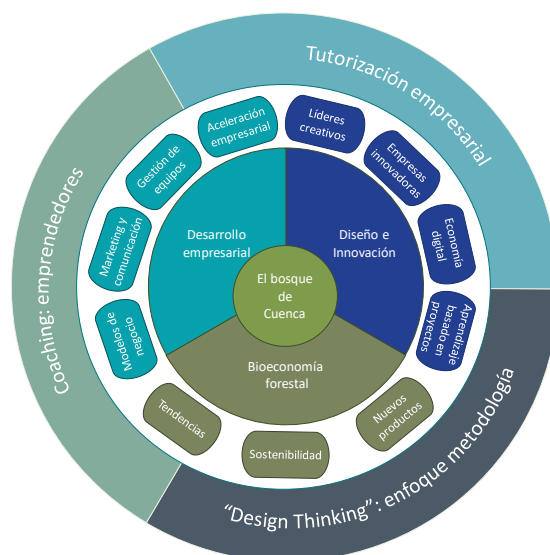 Tutorización empresarial
Coaching: emprendedores
“Design Thinking”: enfoque metodología
Aceleración
empresarial
Líderes
creativos
Gestión de
equipos
Empresas
innovadoras
Marketing y
comunicación
Economía
digital
Modelos de
negocio
Aprendizaje
basado en
proyectos
Tendencias
Sostenibilidad
Nuevos
productos
Desarrollo
empresarial
Diseño e
Innovación
El bosque
de
Cuenca
Bioeconomía
forestal